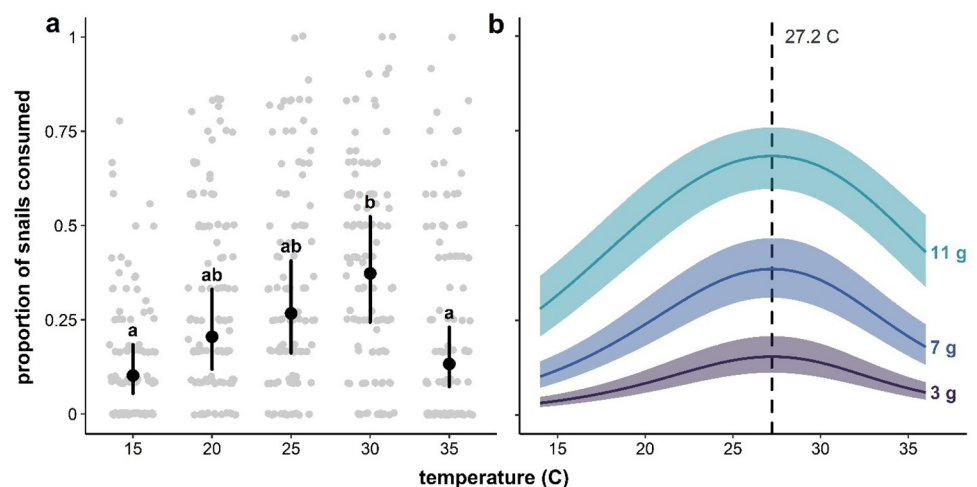 a
b
27.2 C
proportion of snails consumed
1
0.75
0.5
0.25
0
a
ab
ab
b
a
11 g
7 g
3 g
15
20
25
30
35
15
20
25
30
35
temperature (C)